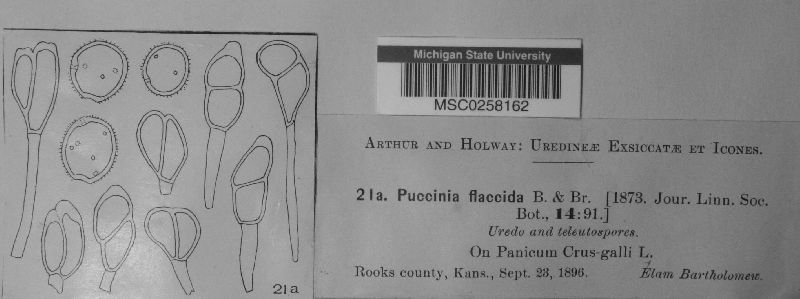 Michigan State University
MSC0258162
ARTHUR AND HOLWAY: UREDINEÆ EXSICCATÆ ET ICONES.
21a. Puccinia flaccida B. & Br. [1873. Jour. Linn. Soc.
Bot., 14:91.]
Uredo and teleutospores.
On Panicum Crus-galli L.
Rooks county, Kans., Sept. 23, 1896. Elam Bartholomew.
21a